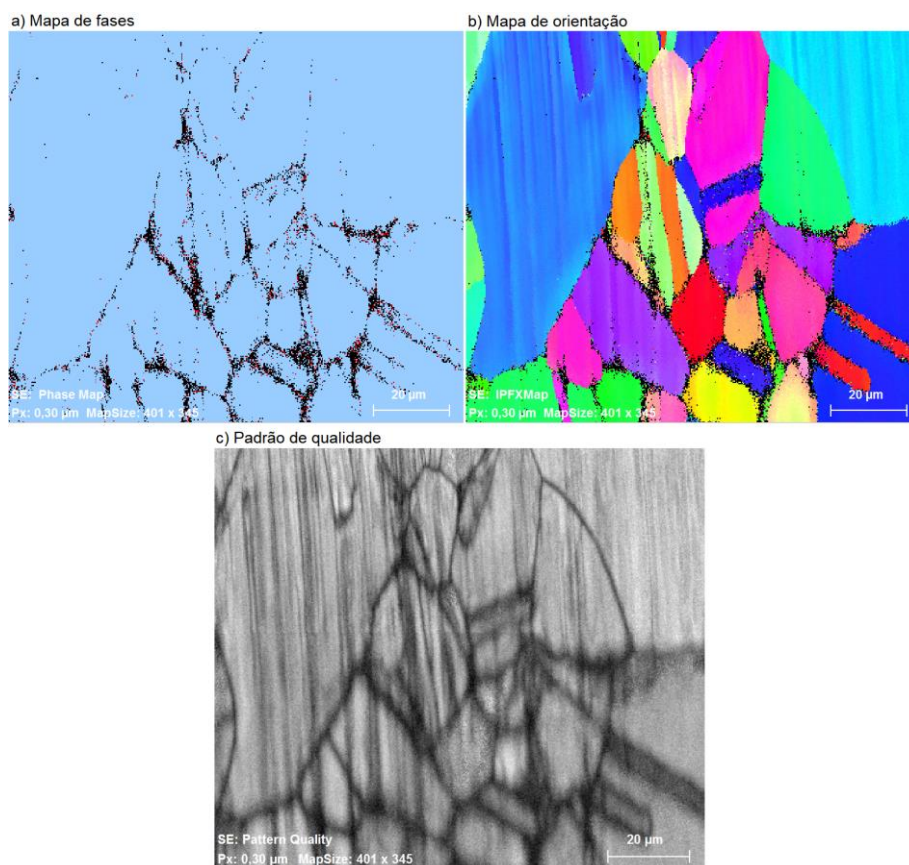 a) Mapa de fases
b) Mapa de orientação
SE: Phase Map
Px: 0,30 µm MapSize: 401 x 345
20 µm
SE: IPFXMap
Px: 0,30 µm MapSize: 401 x 345
20 µm
c) Padrão de qualidade
SE: Pattern Quality
Px: 0,30 µm MapSize: 401 x 345
20 µm